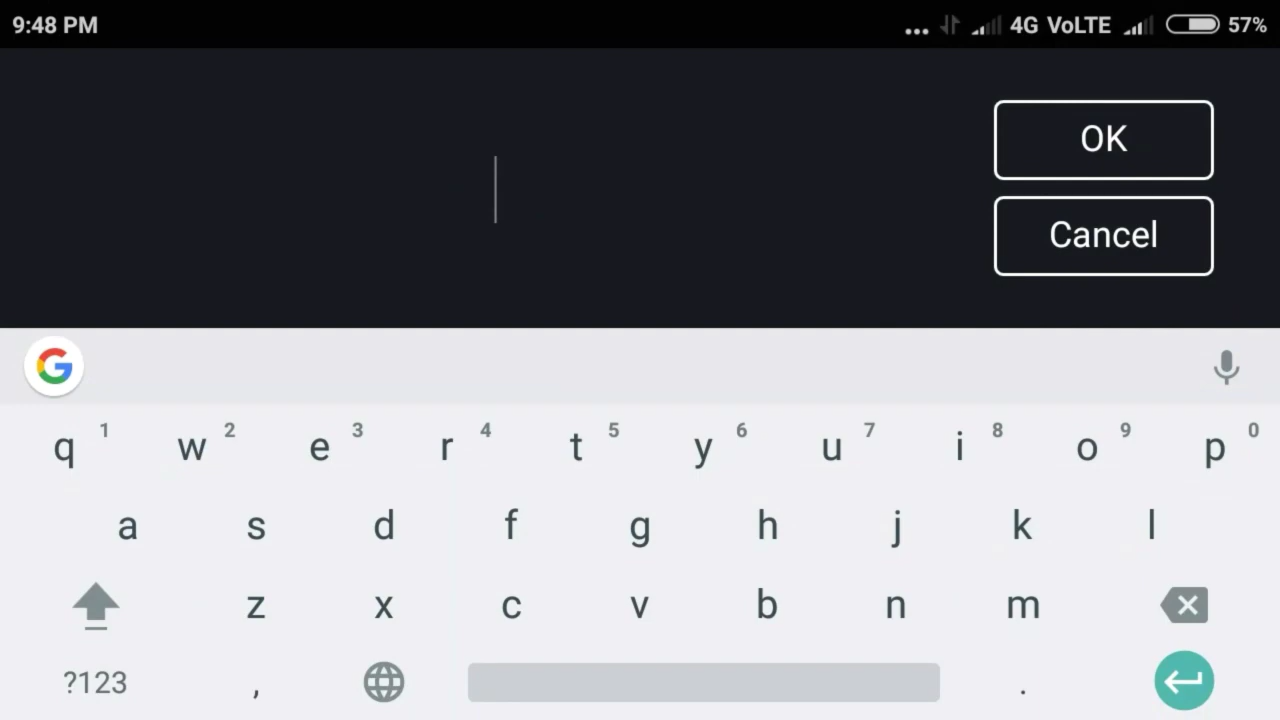 9:48 PM ... 4G VoLTE 57%
OK
Cancel
G
q 1 w 2 e 3 r 4 t 5 y 6 u 7 i 8 o 9 p 0
a s d f g h j k l
z x c v b n m
?123 , .